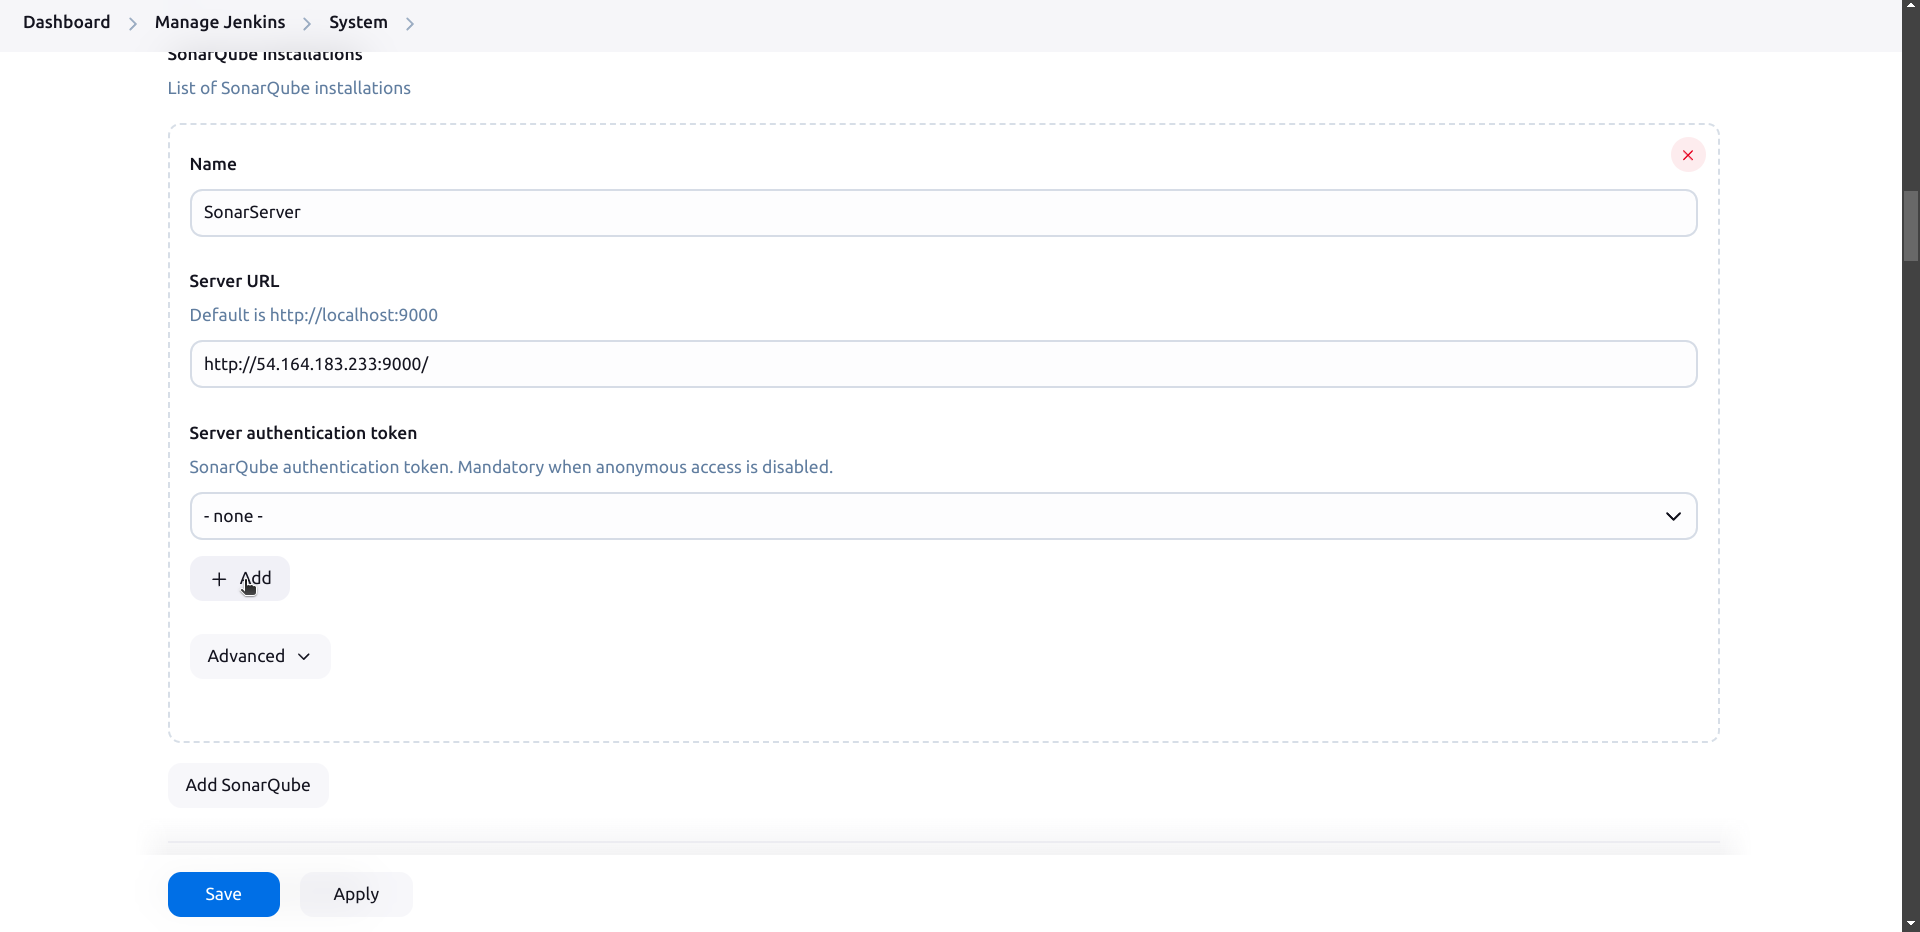 Dashboard
Manage Jenkins
System
SonarQube installations
List of SonarQube installations
Name
SonarServer
Server URL
Default is http://localhost:9000
http://54.164.183.233:9000/
Server authentication token
SonarQube authentication token. Mandatory when anonymous access is disabled.
- none -
Add
Advanced
Add SonarQube
Save
Apply